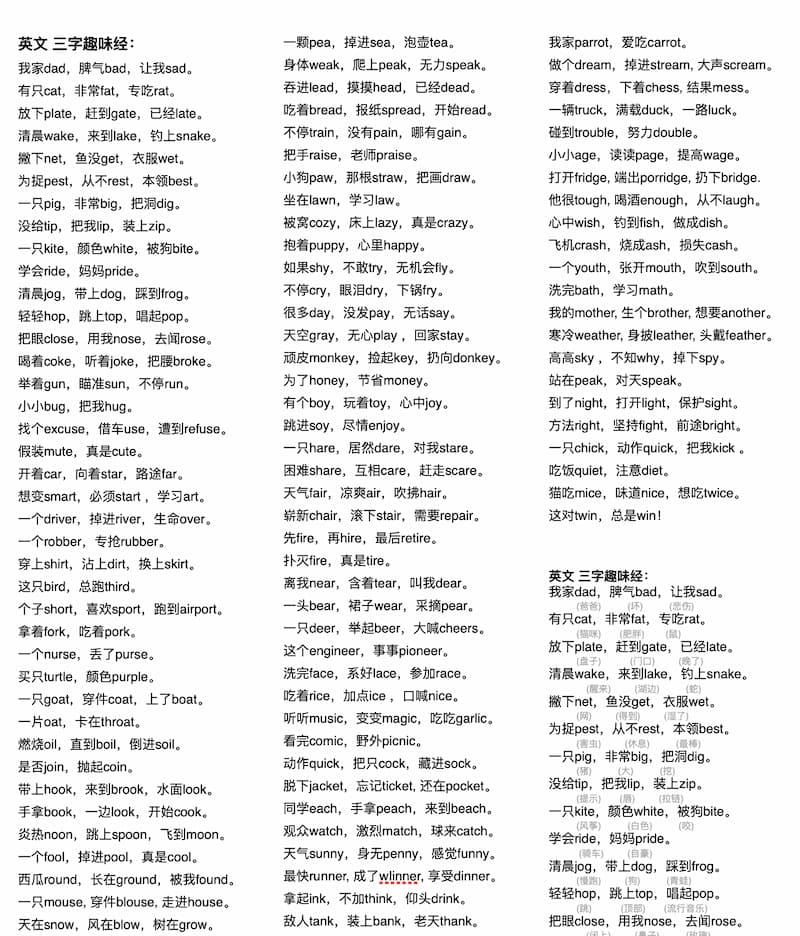 英文 三字趣味经：
我家dad，脾气bad，让我sad。
有只cat，非常fat，专吃rat。
放下plate，赶到gate，已经late。
清晨wake，来到lake，钓上snake。
撇下net，鱼没get，衣服wet。
为捉pest，从不rest，本领best。
一只pig，非常big，把洞dig。
没给tip，把我lip，装上zip。
一只kite，颜色white，被狗bite。
学会ride，妈妈pride。
清晨jog，带上dog，踩到frog。
轻轻hop，跳上top，唱起pop。
把眼close，用我nose，去闻rose。
喝着coke，听着joke，把腰broke。
举着gun，瞄准sun，不停run。
小小bug，把我hug。
找个excuse，借车use，遭到refuse。
假装mute，真是cute。
开着car，向着star，路途far。
想变smart，必须start ，学习art。
一个driver，掉进river，生命over。
一个robber，专抢rubber。
穿上shirt，沾上dirt，换上skirt。
这只bird，总跑third。
个子short，喜欢sport，跑到airport。
拿着fork，吃着pork。
一个nurse，丢了purse。
买只turtle，颜色purple。
一只goat，穿件coat，上了boat。
一片oat，卡在throat。
燃烧oil，直到boil，倒进soil。
是否join，抛起coin。
带上hook，来到brook，水面look。
手拿book，一边look，开始cook。
炎热noon，跳上spoon，飞到moon。
一个fool，掉进pool，真是cool。
西瓜round，长在ground，被我found。
一只mouse, 穿件blouse, 走进house。
天在snow，风在blow，树在grow。
一颗pea，掉进sea，泡壶tea。
身体weak，爬上peak，无力speak。
吞进lead，摸摸head，已经dead。
吃着bread，报纸spread，开始read。
不停train，没有pain，哪有gain。
把手raise，老师praise。
小狗paw，那根straw，把画draw。
坐在lawn，学习law。
被窝cozy，床上lazy，真是crazy。
抱着puppy，心里happy。
如果shy，不敢try，无机会fly。
不停cry，眼泪dry，下锅fry。
很多day，没发pay，无话say。
天空gray，无心play ，回家stay。
顽皮monkey，捡起key，扔向donkey。
为了honey，节省money。
有个boy，玩着toy，心中joy。
跳进soy，尽情enjoy。
一只hare，居然dare，对我stare。
困难share，互相care，赶走scare。
天气fair，凉爽air，吹拂hair。
崭新chair，滚下stair，需要repair。
先fire，再hire，最后retire。
扑灭fire，真是tire。
离我near，含着tear，叫我dear。
一头bear，裙子wear，采摘pear。
一只deer，举起beer，大喊cheers。
这个engineer，事事pioneer。
洗完face，系好lace，参加race。
吃着rice，加点ice ，口喊nice。
听听music，变变magic，吃吃garlic。
看完comic，野外picnic。
动作quick，把只cock，藏进sock。
脱下jacket，忘记ticket, 还在pocket。
同学each，手拿peach，来到beach。
观众watch，激烈match，球来catch。
天气sunny，身无penny，感觉funny。
最快runner, 成了wlinner, 享受dinner。
拿起ink，不加think，仰头drink。
敌人tank，装上bank，老天thank。
我家parrot，爱吃carrot。
做个dream，掉进stream, 大声scream。
穿着dress，下着chess, 结果mess。
一辆truck，满载duck，一路luck。
碰到trouble，努力double。
小小age，读读page，提高wage。
打开fridge, 端出porridge, 扔下bridge.
他很tough, 喝酒enough, 从不laugh。
心中wish，钓到fish，做成dish。
飞机crash，烧成ash，损失cash。
一个youth，张开mouth，吹到south。
洗完bath，学习math。
我的mother, 生个brother, 想要another。
寒冷weather, 身披leather, 头戴feather。
高高sky ，不知why，掉下spy。
站在peak，对天speak。
到了night，打开light，保护sight。
方法right，坚持fight，前途bright。
一只chick，动作quick，把我kick 。
吃饭quiet，注意diet。
猫吃mice，味道nice，想吃twice。
这对twin，总是win！
英文 三字趣味经：
我家dad，脾气bad，让我sad。
(爸爸) (坏) (悲伤)
有只cat，非常fat，专吃rat。
(猫咪) (肥胖) (鼠)
放下plate，赶到gate，已经late。
(盘子) (门口) (晚了)
清晨wake，来到lake，钓上snake。
(醒来) (湖边) (蛇)
撇下net，鱼没get，衣服wet。
(网) (得到) (湿了)
为捉pest，从不rest，本领best。
(害虫) (休息) (最棒)
一只pig，非常big，把洞dig。
(猪) (大) (挖)
没给tip，把我lip，装上zip。
(提示) (唇) (拉链)
一只kite，颜色white，被狗bite。
(风筝) (白色) (咬)
学会ride，妈妈pride。
(骑车) (自豪)
清晨jog，带上dog，踩到frog。
(慢跑) (狗) (青蛙)
轻轻hop，跳上top，唱起pop。
(跳) (顶部) (流行音乐)
把眼close，用我nose，去闻rose。